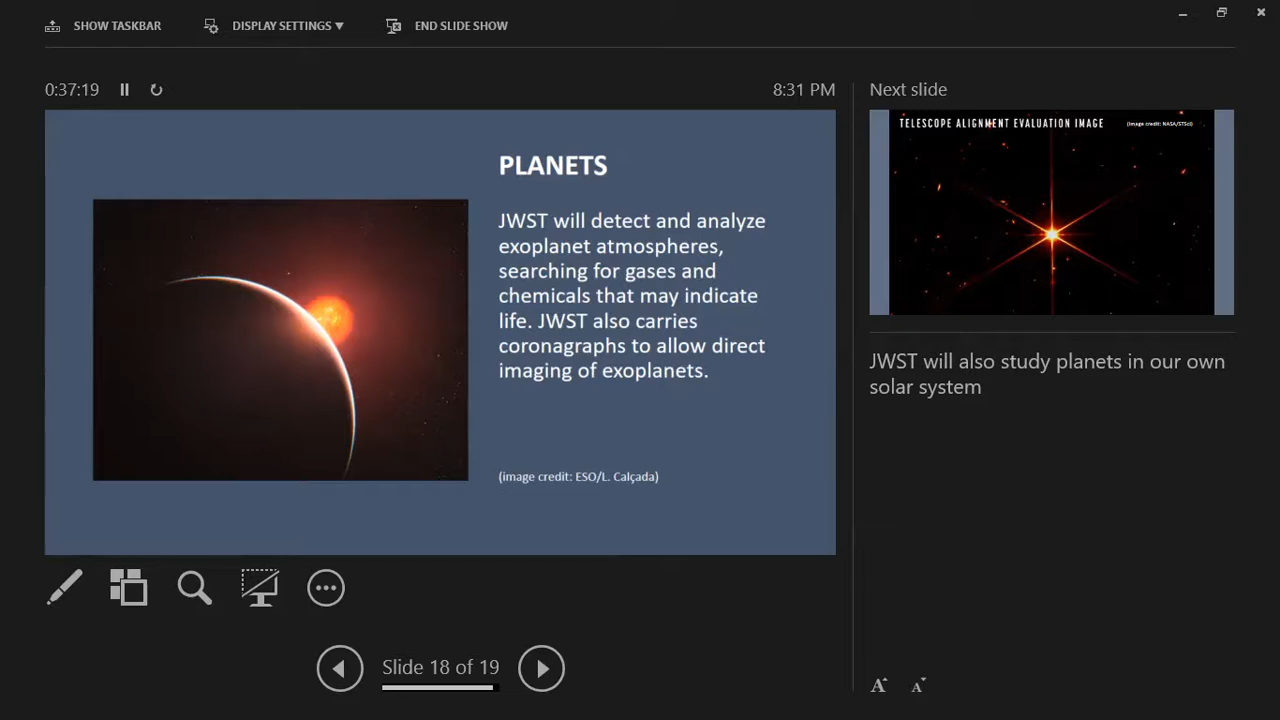 SHOW TASKBAR
DISPLAY SETTINGS ▼
END SLIDE SHOW
0:37:19
8:31 PM
PLANETS
JWST will detect and analyze
exoplanet atmospheres,
searching for gases and
chemicals that may indicate
life. JWST also carries
coronagraphs to allow direct
imaging of exoplanets.
(image credit: ESO/L. Calçada)
Slide 18 of 19
Next slide
TELESCOPE ALIGNMENT EVALUATION IMAGE
(image credit: NASA/STScI)
JWST will also study planets in our own
solar system
A A